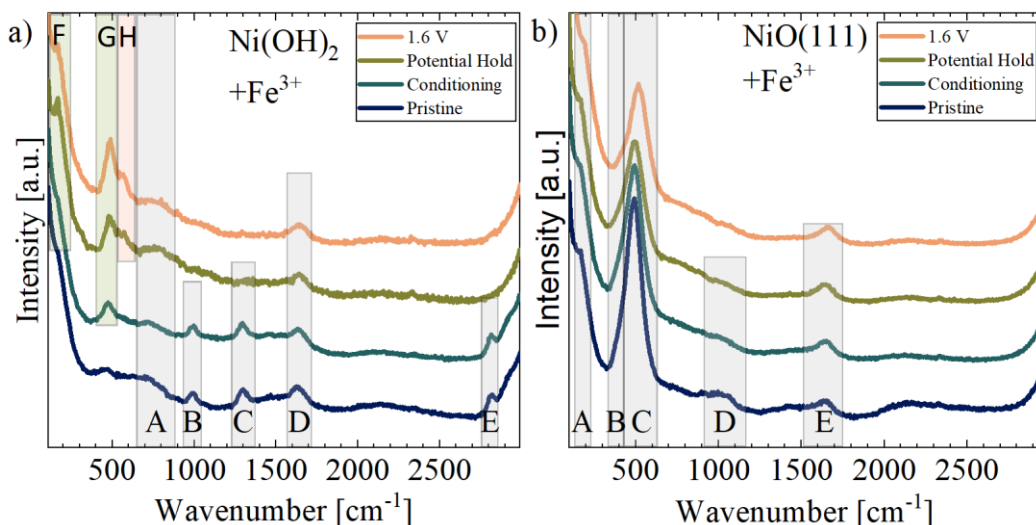 a)
F
G
H
Ni(OH)₂
+Fe³⁺
1.6 V
Potential Hold
Conditioning
Pristine
Intensity [a.u.]
A
B
C
D
E
500
1000
1500
2000
2500
Wavenumber [cm⁻¹]
b)
NiO(111)
+Fe³⁺
1.6 V
Potential Hold
Conditioning
Pristine
Intensity [a.u.]
A
B
C
D
E
500
1000
1500
2000
2500
Wavenumber [cm⁻¹]